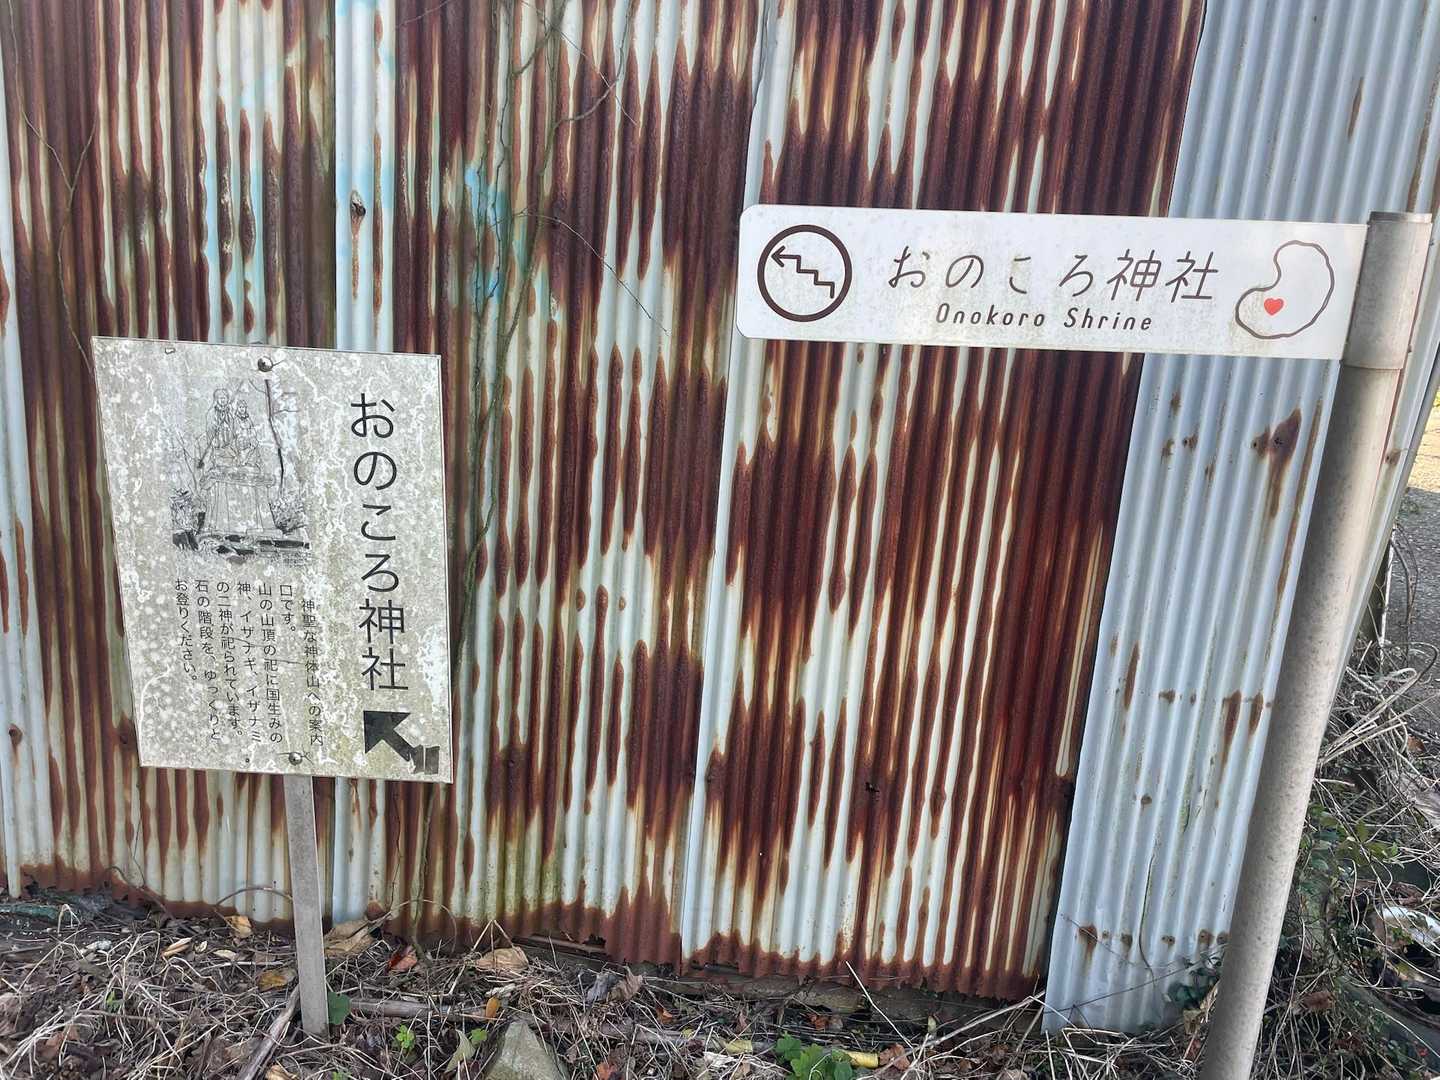 おのころ神社
Onokoro Shrine
おのころ神社
神聖な神体山への案内
口です。
山の山頂の祀に国生みの
神、イザナギ、イザナミ
の二神が祀られています。
石の階段を、ゆっくりと
お登りください。